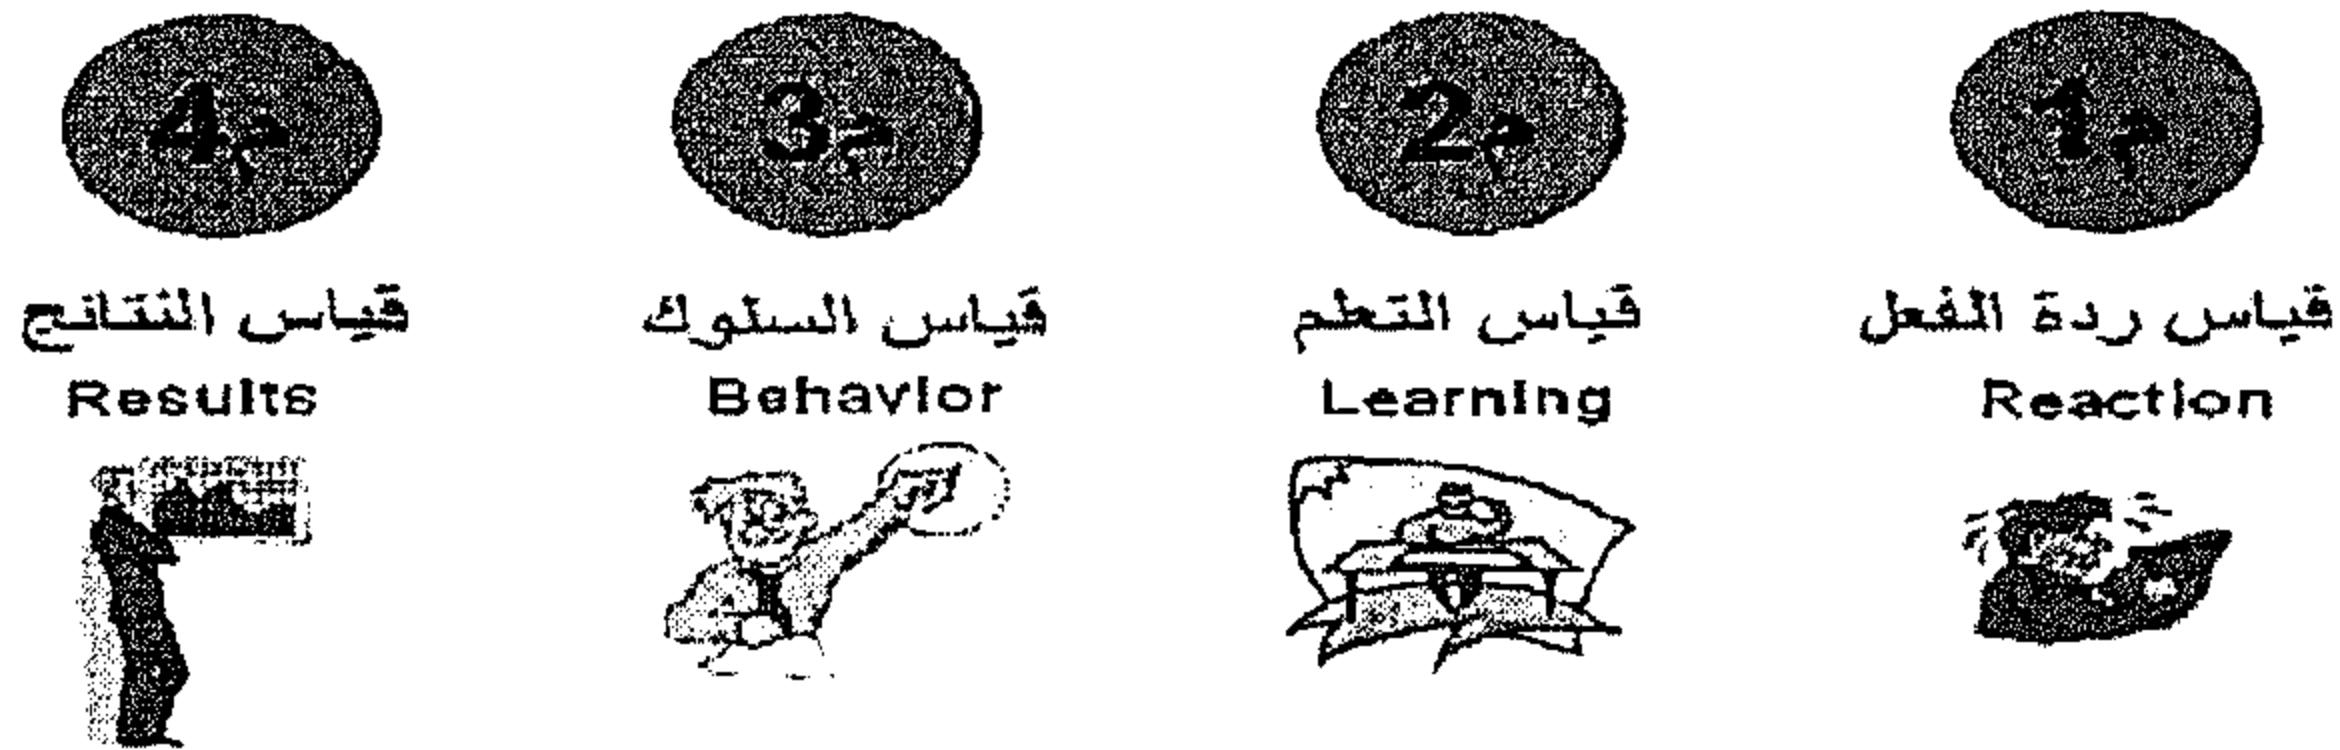 م1 م2 م3 م4
قياس ردة الفعل قياس التعلم قياس السلوك قياس النتائج
Reaction Learning Behavior Results